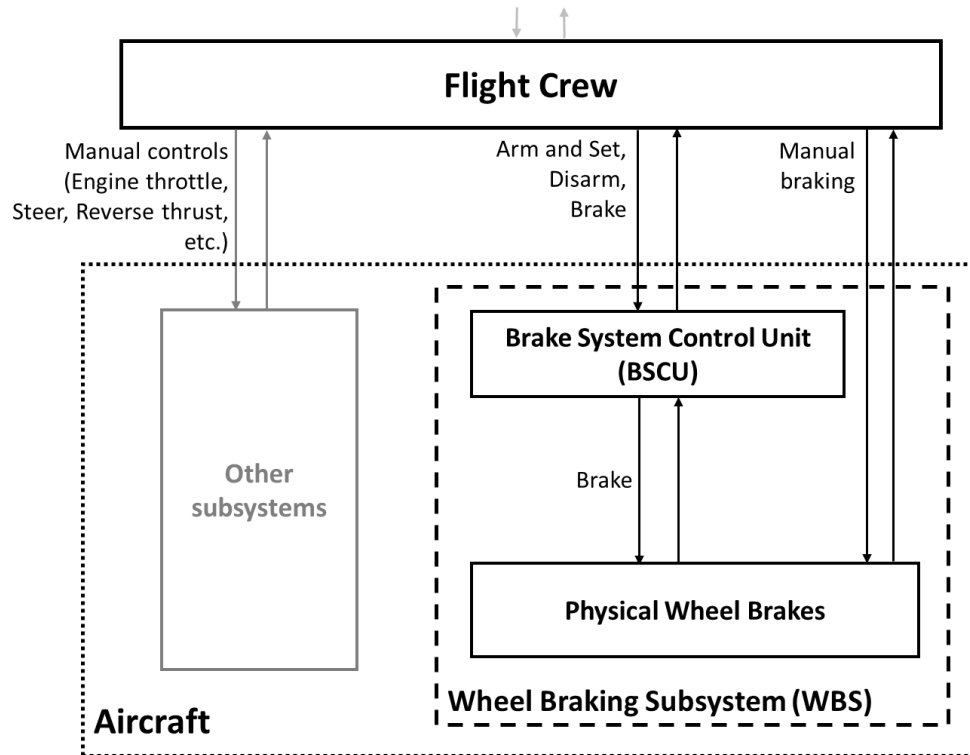 Flight Crew
Manual controls
(Engine throttle,
Steer, Reverse thrust,
etc.)
Arm and Set,
Disarm,
Brake
Manual
braking
Brake System Control Unit
(BSCU)
Other
subsystems
Brake
Physical Wheel Brakes
Wheel Braking Subsystem (WBS)
Aircraft